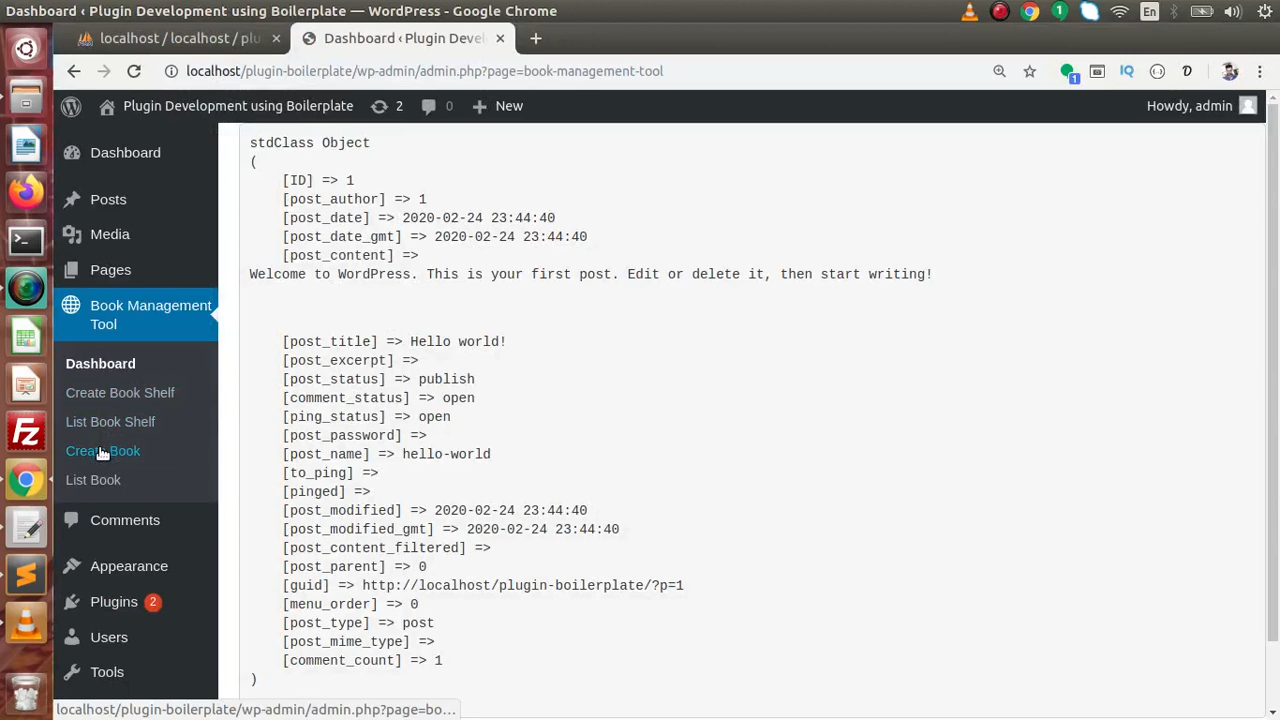 Dashboard ‹ Plugin Development using Boilerplate — WordPress - Google Chrome
En
localhost / localhost / plu
Dashboard ‹ Plugin Devel
localhost/plugin-boilerplate/wp-admin/admin.php?page=book-management-tool
1
Plugin Development using Boilerplate
2
0
New
Howdy, admin
Dashboard
Posts
Media
Pages
Book Management
Tool
Dashboard
Create Book Shelf
List Book Shelf
Create Book
List Book
Comments
Appearance
Plugins 2
Users
Tools
stdClass Object
(
[ID] => 1
[post_author] => 1
[post_date] => 2020-02-24 23:44:40
[post_date_gmt] => 2020-02-24 23:44:40
[post_content] =>
Welcome to WordPress. This is your first post. Edit or delete it, then start writing!
[post_title] => Hello world!
[post_excerpt] =>
[post_status] => publish
[comment_status] => open
[ping_status] => open
[post_password] =>
[post_name] => hello-world
[to_ping] =>
[pinged] =>
[post_modified] => 2020-02-24 23:44:40
[post_modified_gmt] => 2020-02-24 23:44:40
[post_content_filtered] =>
[post_parent] => 0
[guid] => http://localhost/plugin-boilerplate/?p=1
[menu_order] => 0
[post_type] => post
[post_mime_type] =>
[comment_count] => 1
)
localhost/plugin-boilerplate/wp-admin/admin.php?page=bo...